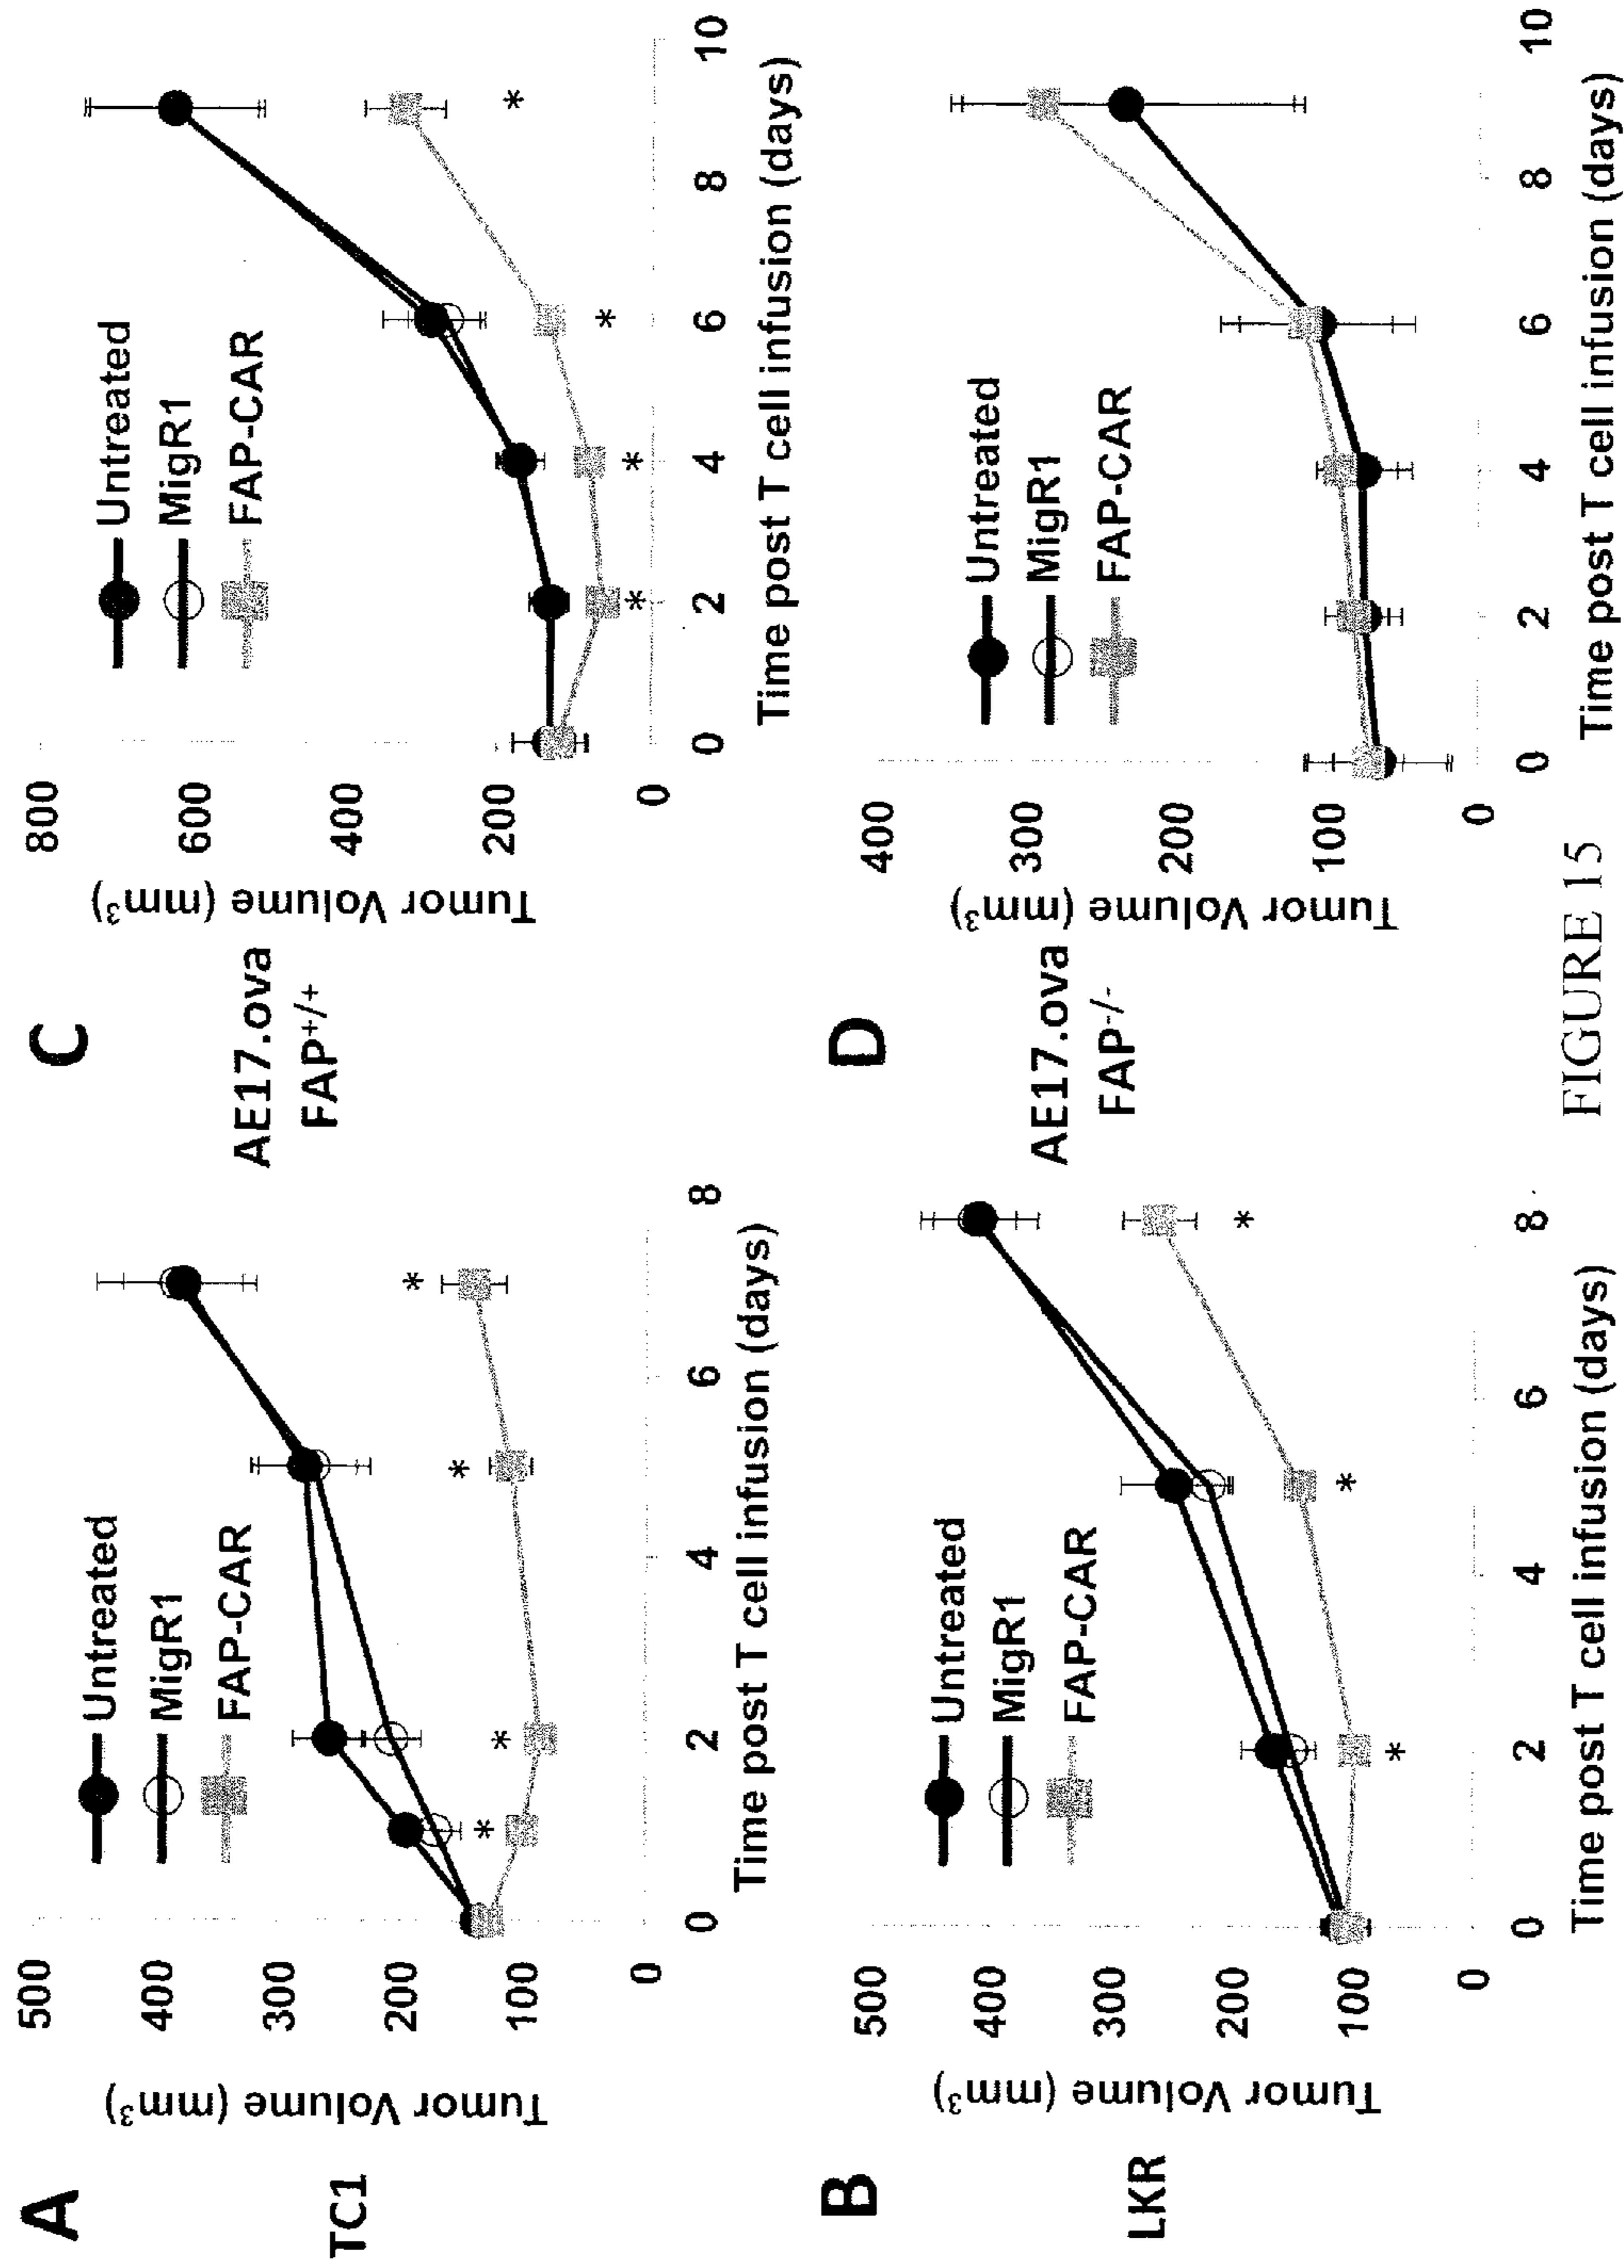 A
TC1
Tumor Volume (mm³)
500
400
300
200
100
0
Untreated
MigR1
FAP-CAR
*
*
*
*
0
2
4
6
8
Time post T cell infusion (days)
B
LKR
Tumor Volume (mm³)
500
400
300
200
100
0
Untreated
MigR1
FAP-CAR
*
*
*
0
2
4
6
8
Time post T cell infusion (days)
C
AE17.ova
FAP+/+
Tumor Volume (mm³)
800
600
400
200
0
Untreated
MigR1
FAP-CAR
*
*
*
*
0
2
4
6
8
10
Time post T cell infusion (days)
D
AE17.ova
FAP-/-
Tumor Volume (mm³)
400
300
200
100
0
Untreated
MigR1
FAP-CAR
0
2
4
6
8
10
Time post T cell infusion (days)
FIGURE 15